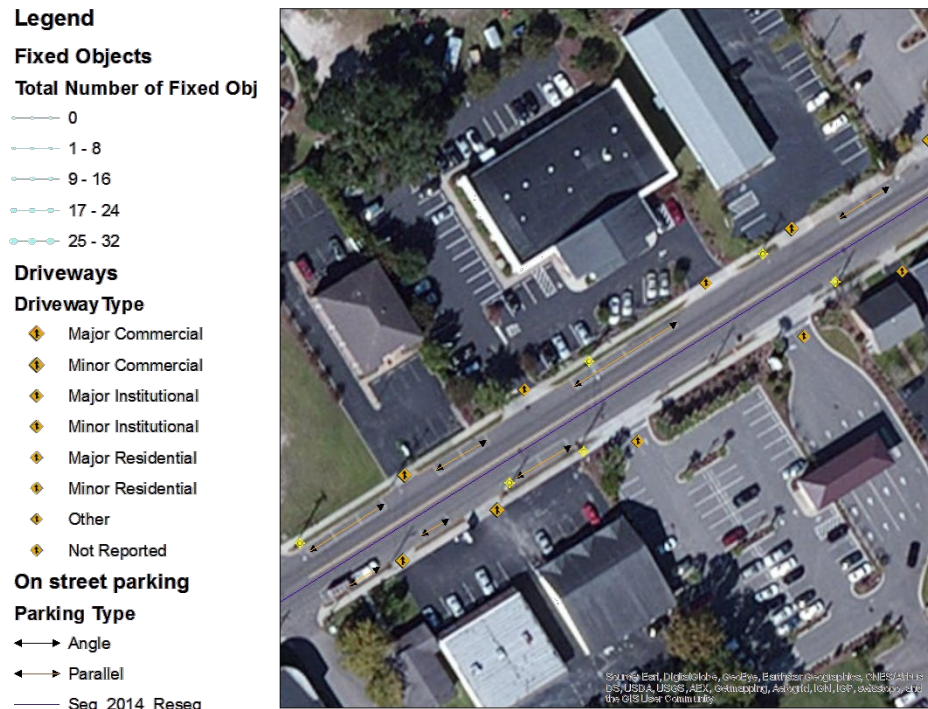 Legend
Fixed Objects
Total Number of Fixed Obj
0
1 - 8
9 - 16
17 - 24
25 - 32
Driveways
DrivewayType
Major Commercial
Minor Commercial
Major Institutional
Minor Institutional
Major Residential
Minor Residential
Other
Not Reported
On street parking
Parking Type
Angle
Parallel
Seg_2014_Reseg
Source: Esri, DigitalGlobe, GeoEye, Earthstar Geographics, CNES/Airbus
DS, USDA, USGS, AEX, Getmapping, Aerogrid, IGN, IGP, swisstopo, and
the GIS User Community